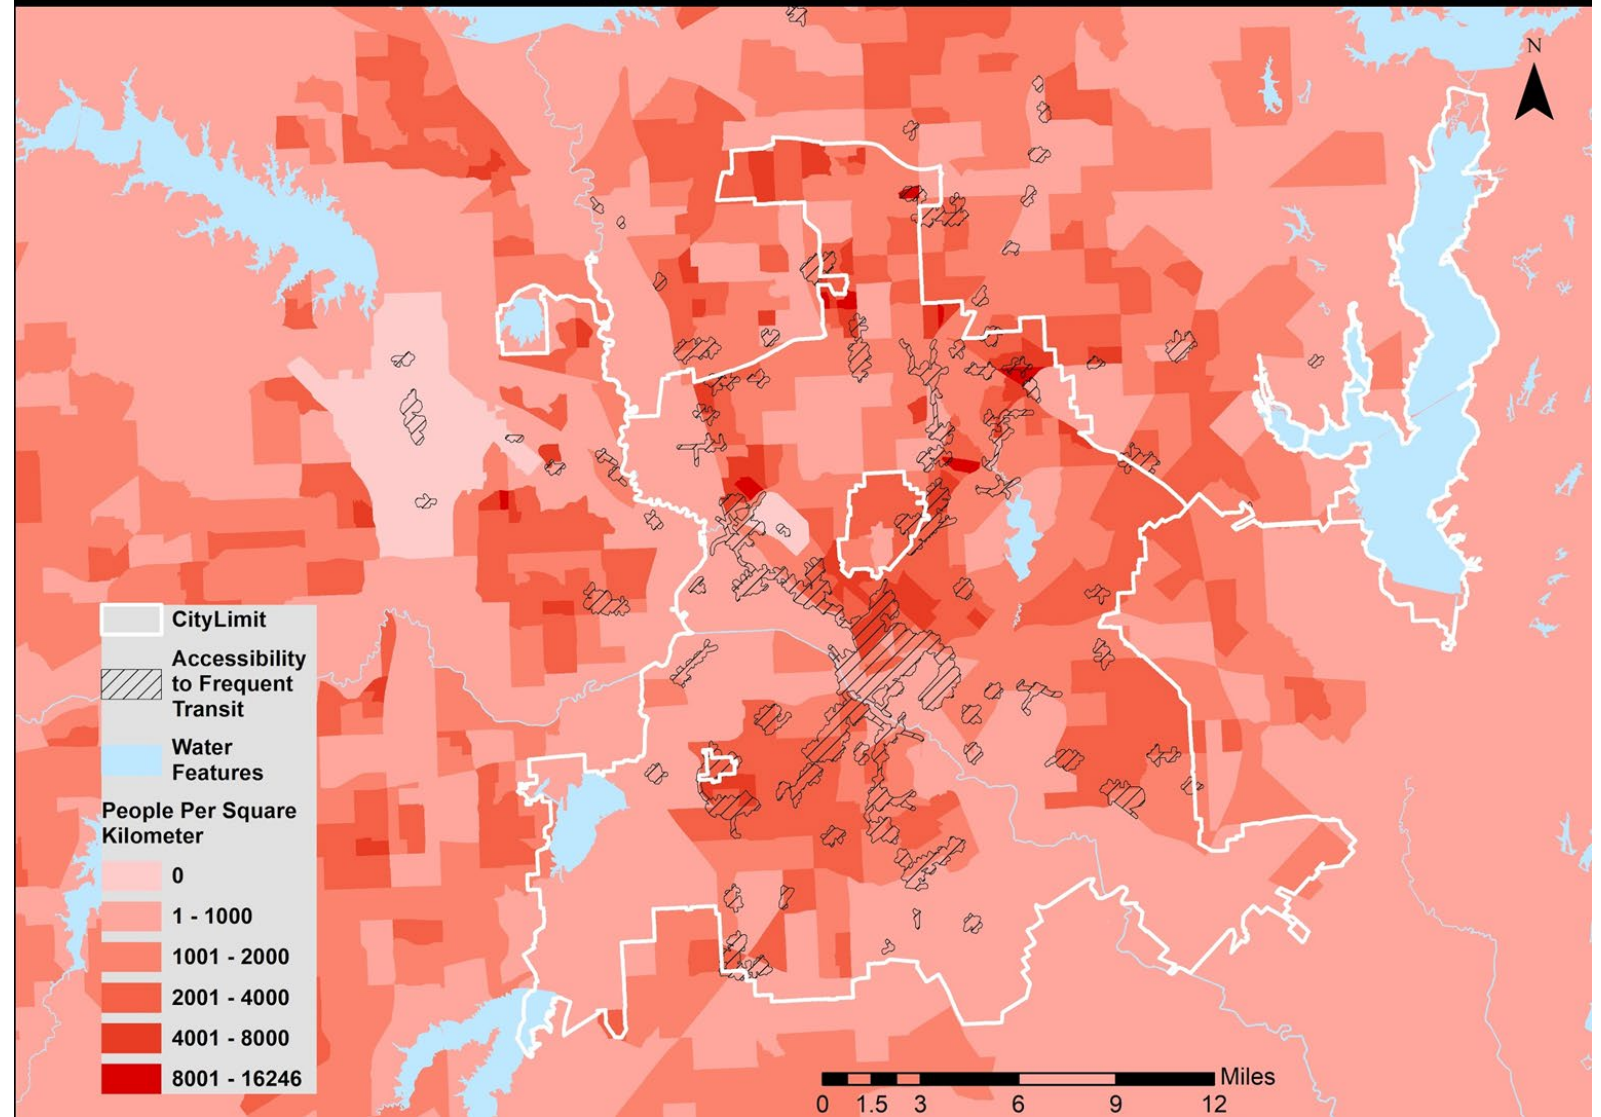 N
CityLimit
Accessibility
to Frequent
Transit
Water
Features
People Per Square
Kilometer
0
1 - 1000
1001 - 2000
2001 - 4000
4001 - 8000
8001 - 16246
Miles
0 1.5 3 6 9 12